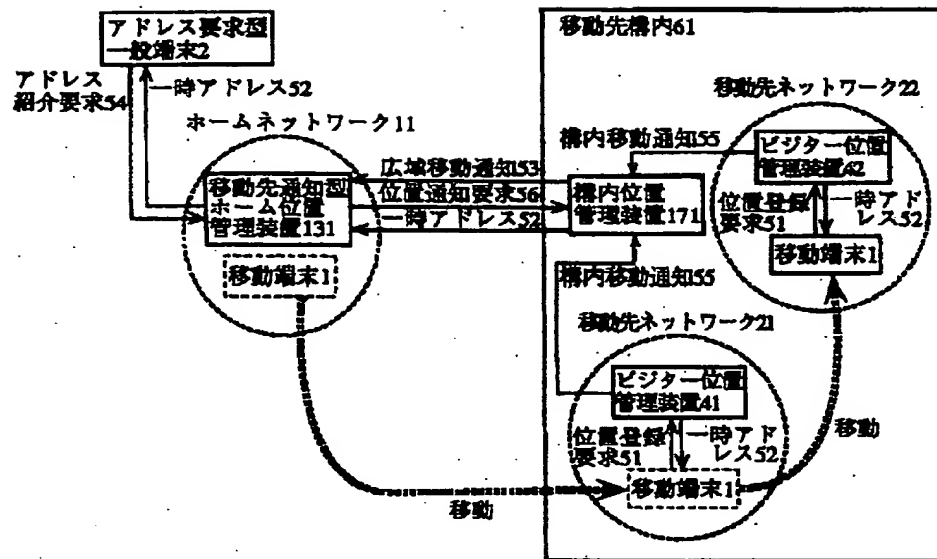 アドレス要求型
一般端末2
アドレス
紹介要求54
一時アドレス52
ホームネットワーク11
移動先通知型
ホーム位置
管理装置131
移動端末1
広域移動通知53
位置通知要求56
一時アドレス52
移動先構内61
移動先ネットワーク22
構内移動通知55
ビジター位置
管理装置42
構内位置
管理装置171
位置登録
要求51
一時アド
レス52
移動端末1
構内移動通知55
移動先ネットワーク21
ビジター位置
管理装置41
位置登録
要求51
一時アド
レス52
移動端末1
移動
移動